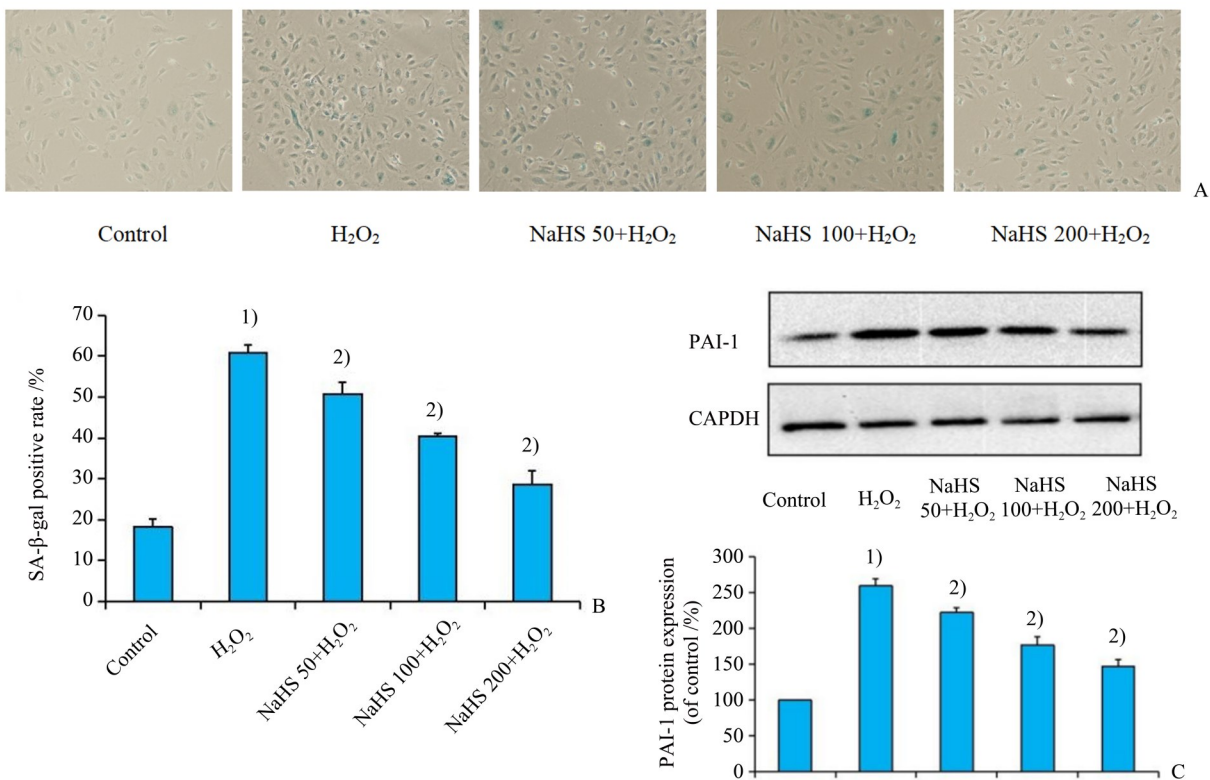 A
Control
H₂O₂
NaHS 50+H₂O₂
NaHS 100+H₂O₂
NaHS 200+H₂O₂
SA-β-gal positive rate /%
70
60
50
40
30
20
10
0
1)
2)
2)
2)
Control
H₂O₂
NaHS 50+H₂O₂
NaHS 100+H₂O₂
NaHS 200+H₂O₂
B
PAI-1
CAPDH
Control
H₂O₂
NaHS
50+H₂O₂
NaHS
100+H₂O₂
NaHS
200+H₂O₂
PAI-1 protein expression
(of control /%)
300
250
200
150
100
50
0
1)
2)
2)
2)
C